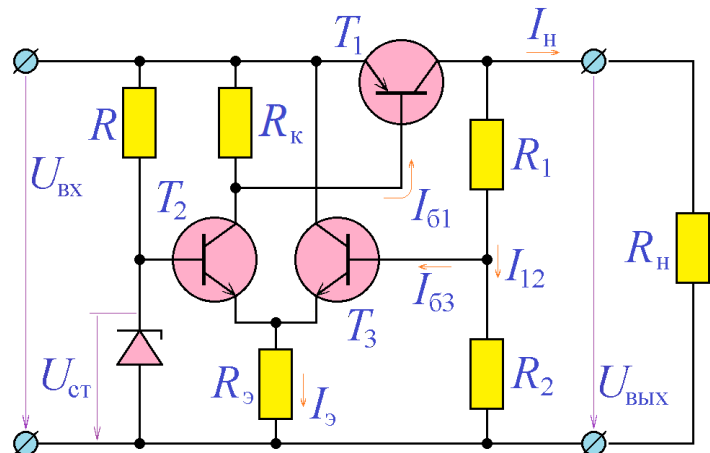 T₁
Iн
R
Rк
R₁
Uвх
T₂
Iб1
Rн
Iб3
I₁₂
T₃
Uст
Rэ
Iэ
R₂
Uвых